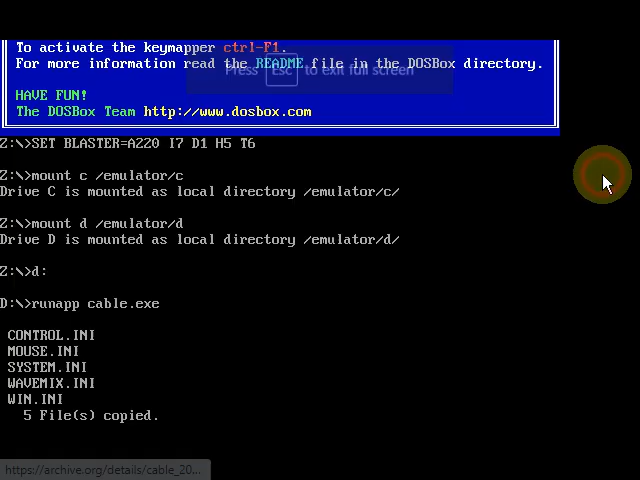 To activate the keymapper ctrl-F1.
For more information read the README file in the DOSBox directory.
Press Esc to exit full screen
HAVE FUN!
The DOSBox Team http://www.dosbox.com
Z:\>SET BLASTER=A220 I7 D1 H5 T6
Z:\>mount c /emulator/c
Drive C is mounted as local directory /emulator/c/
Z:\>mount d /emulator/d
Drive D is mounted as local directory /emulator/d/
Z:\>d:
D:\>runapp cable.exe
CONTROL.INI
MOUSE.INI
SYSTEM.INI
WAVEMIX.INI
WIN.INI
5 File(s) copied.
https://archive.org/details/cable_20...